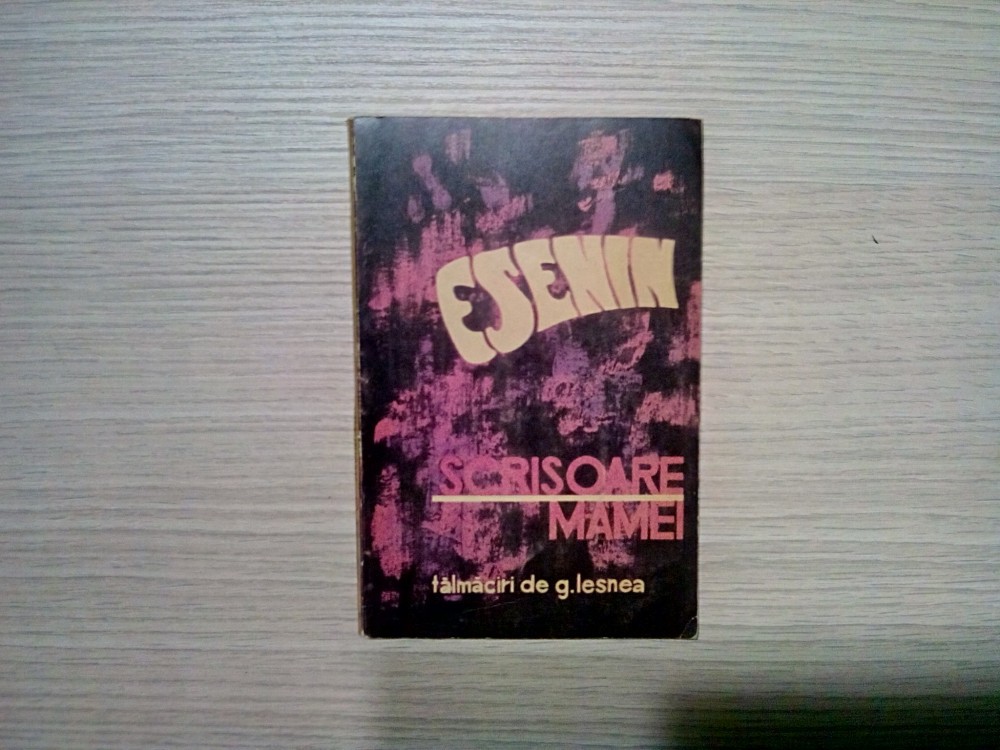 ESENIN
SCRISOARE
MAMEI
tălmăciri de g.lesnea